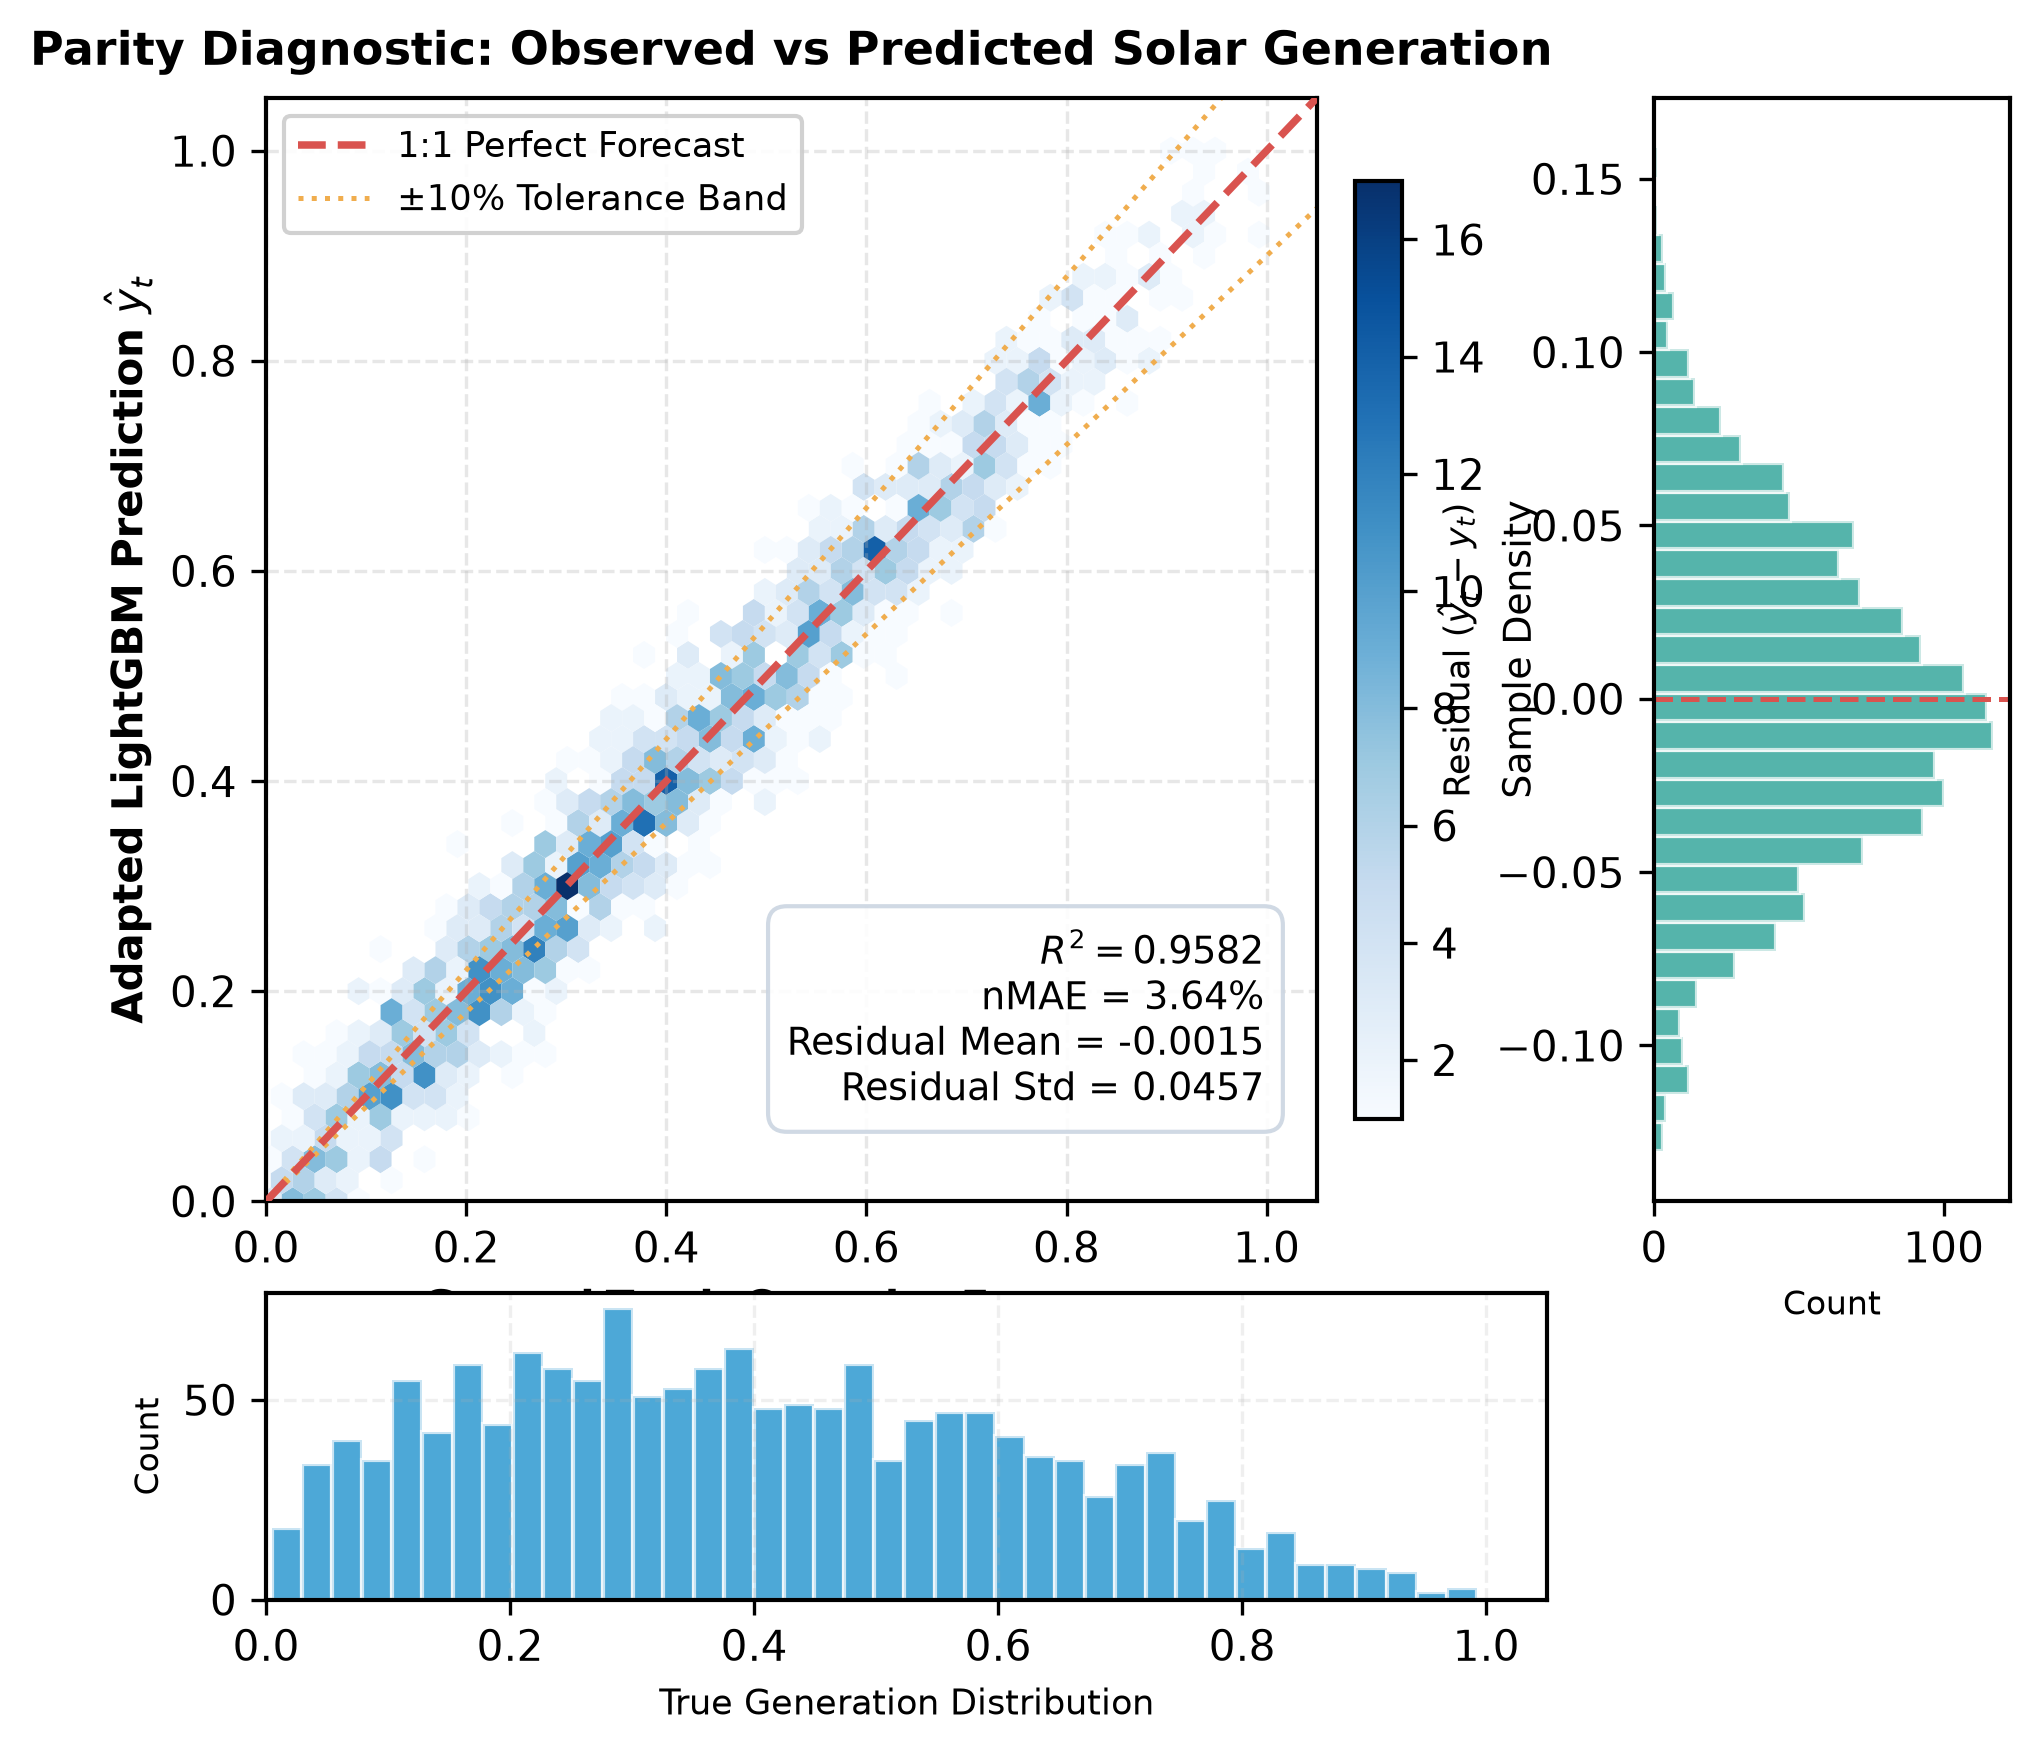 Parity Diagnostic: Observed vs Predicted Solar Generation
1:1 Perfect Forecast
±10% Tolerance Band
Adapted LightGBM Prediction ŷₜ
1.0
0.8
0.6
0.4
0.2
0.0
0.0 0.2 0.4 0.6 0.8 1.0
R² = 0.9582
nMAE = 3.64%
Residual Mean = -0.0015
Residual Std = 0.0457
16
14
12
10
8
6
4
2
Sample Density
Residual (ŷₜ − yₜ)
0.15
0.10
0.05
0.00
−0.05
−0.10
0 100
Count
Count
50
0
0.0 0.2 0.4 0.6 0.8 1.0
True Generation Distribution